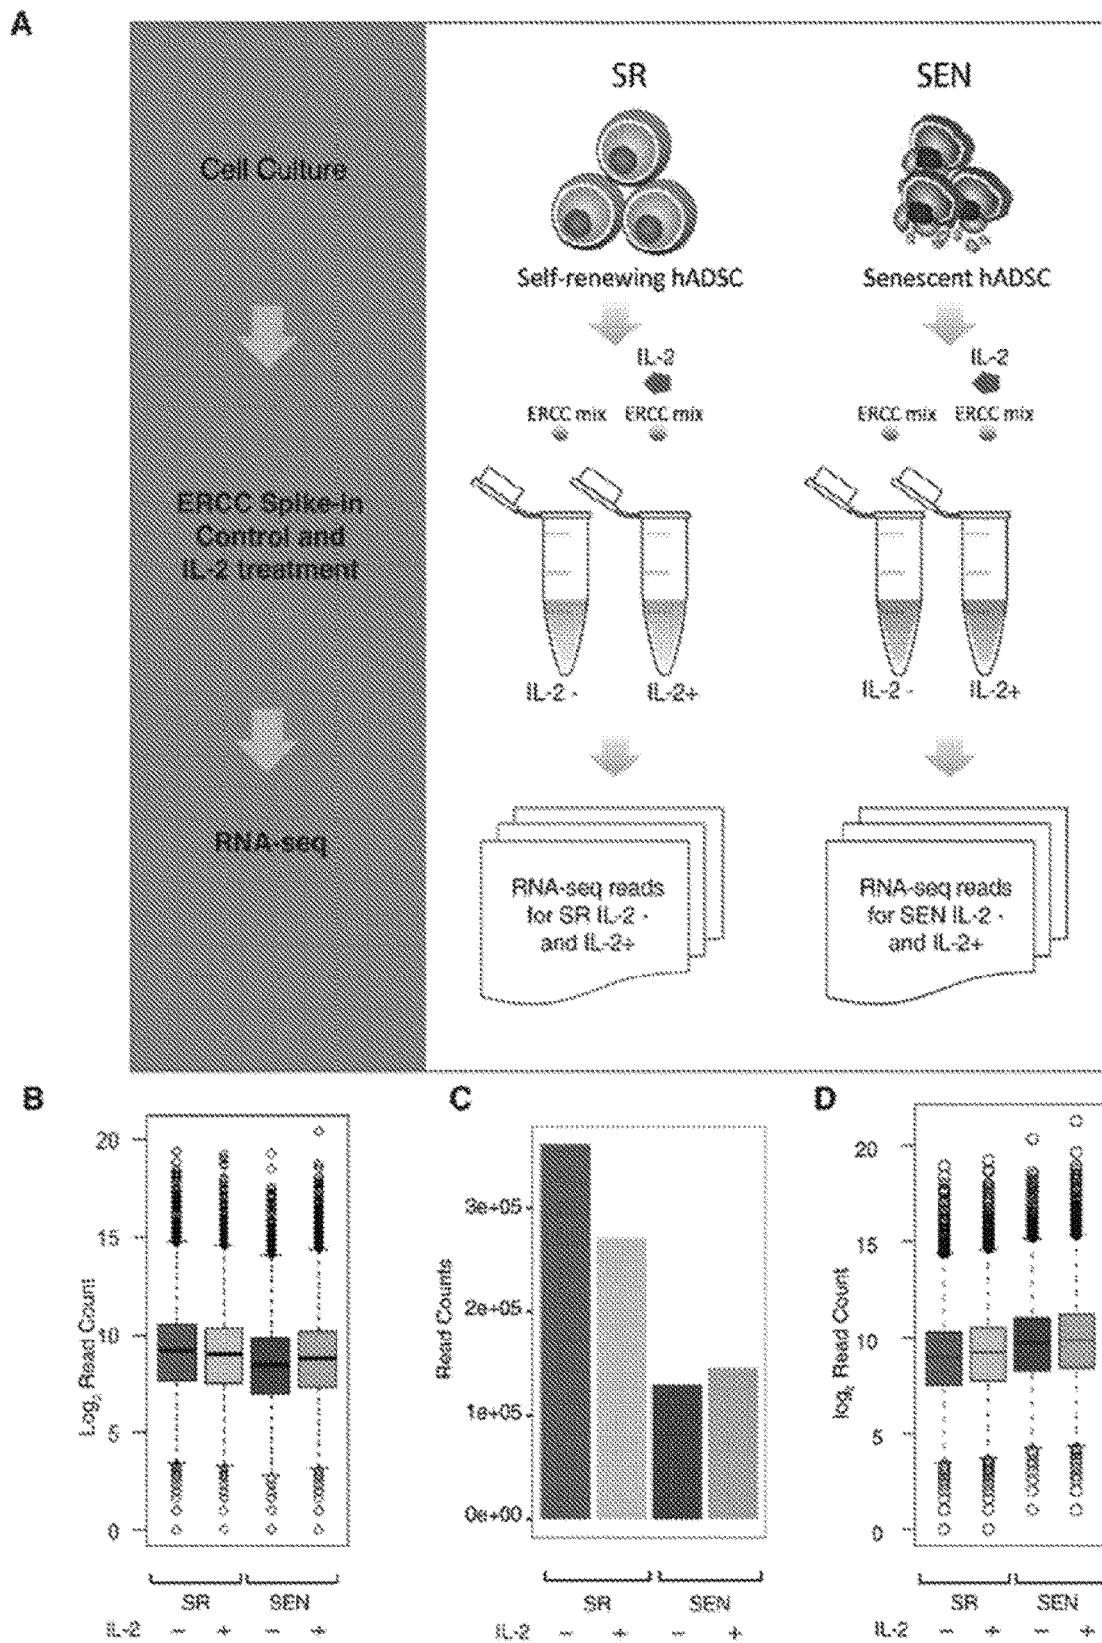 A
SR
SEN
Cell Culture
Self-renewing hADSC
Senescent hADSC
IL-2
IL-2
ERCC mix
ERCC mix
ERCC mix
ERCC mix
ERCC Spike-in
Control and
IL-2 treatment
IL-2 -
IL-2+
IL-2 -
IL-2+
RNA-seq
RNA-seq reads
for SR IL-2 -
and IL-2+
RNA-seq reads
for SEN IL-2 -
and IL-2+
B
20
15
10
5
0
Log2 Read Count
SR
SEN
IL-2
−
+
−
+
C
3e+05
2e+05
1e+05
0e+00
Read Counts
SR
SEN
IL-2
−
+
−
+
D
20
15
10
5
0
log2 Read Count
SR
SEN
IL-2
−
+
−
+